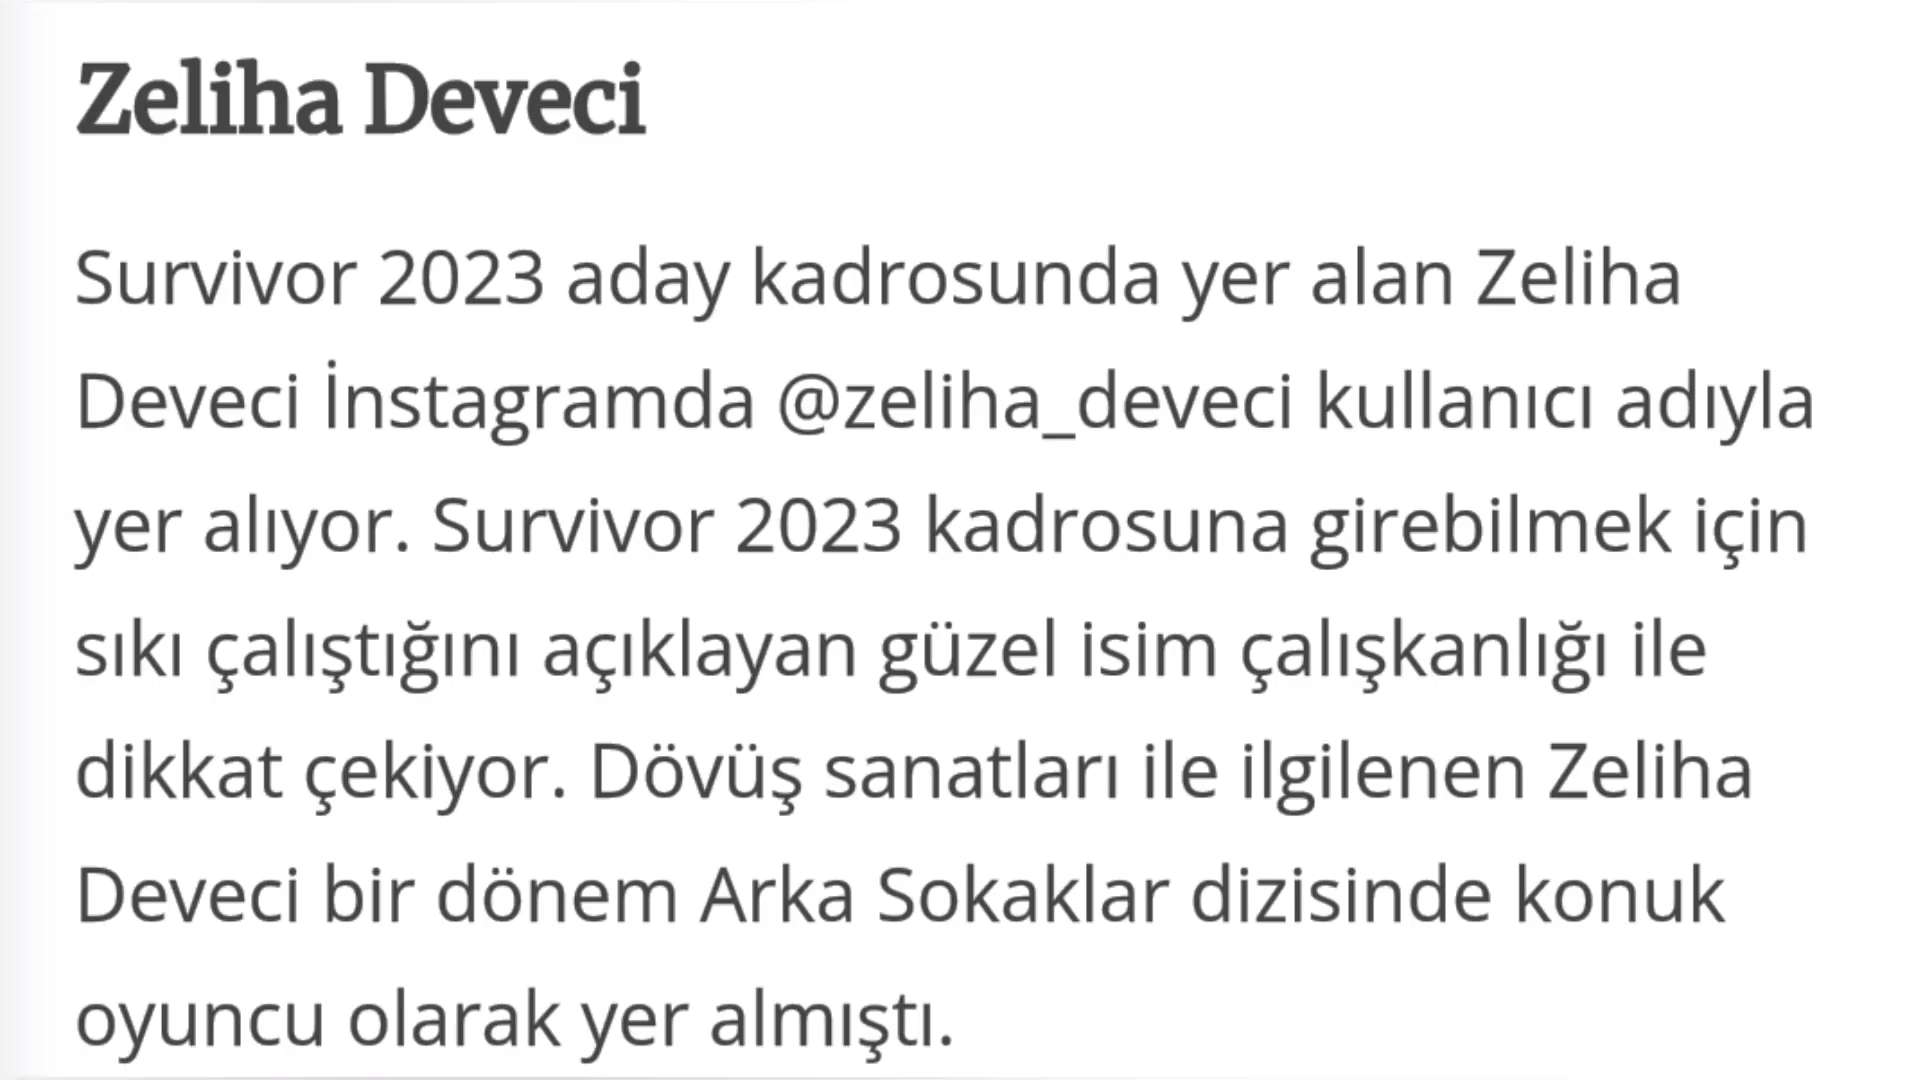 Zeliha Deveci
Survivor 2023 aday kadrosunda yer alan Zeliha
Deveci İnstagramda @zeliha_deveci kullanıcı adıyla
yer alıyor. Survivor 2023 kadrosuna girebilmek için
sıkı çalıştığını açıklayan güzel isim çalışkanlığı ile
dikkat çekiyor. Dövüş sanatları ile ilgilenen Zeliha
Deveci bir dönem Arka Sokaklar dizisinde konuk
oyuncu olarak yer almıştı.